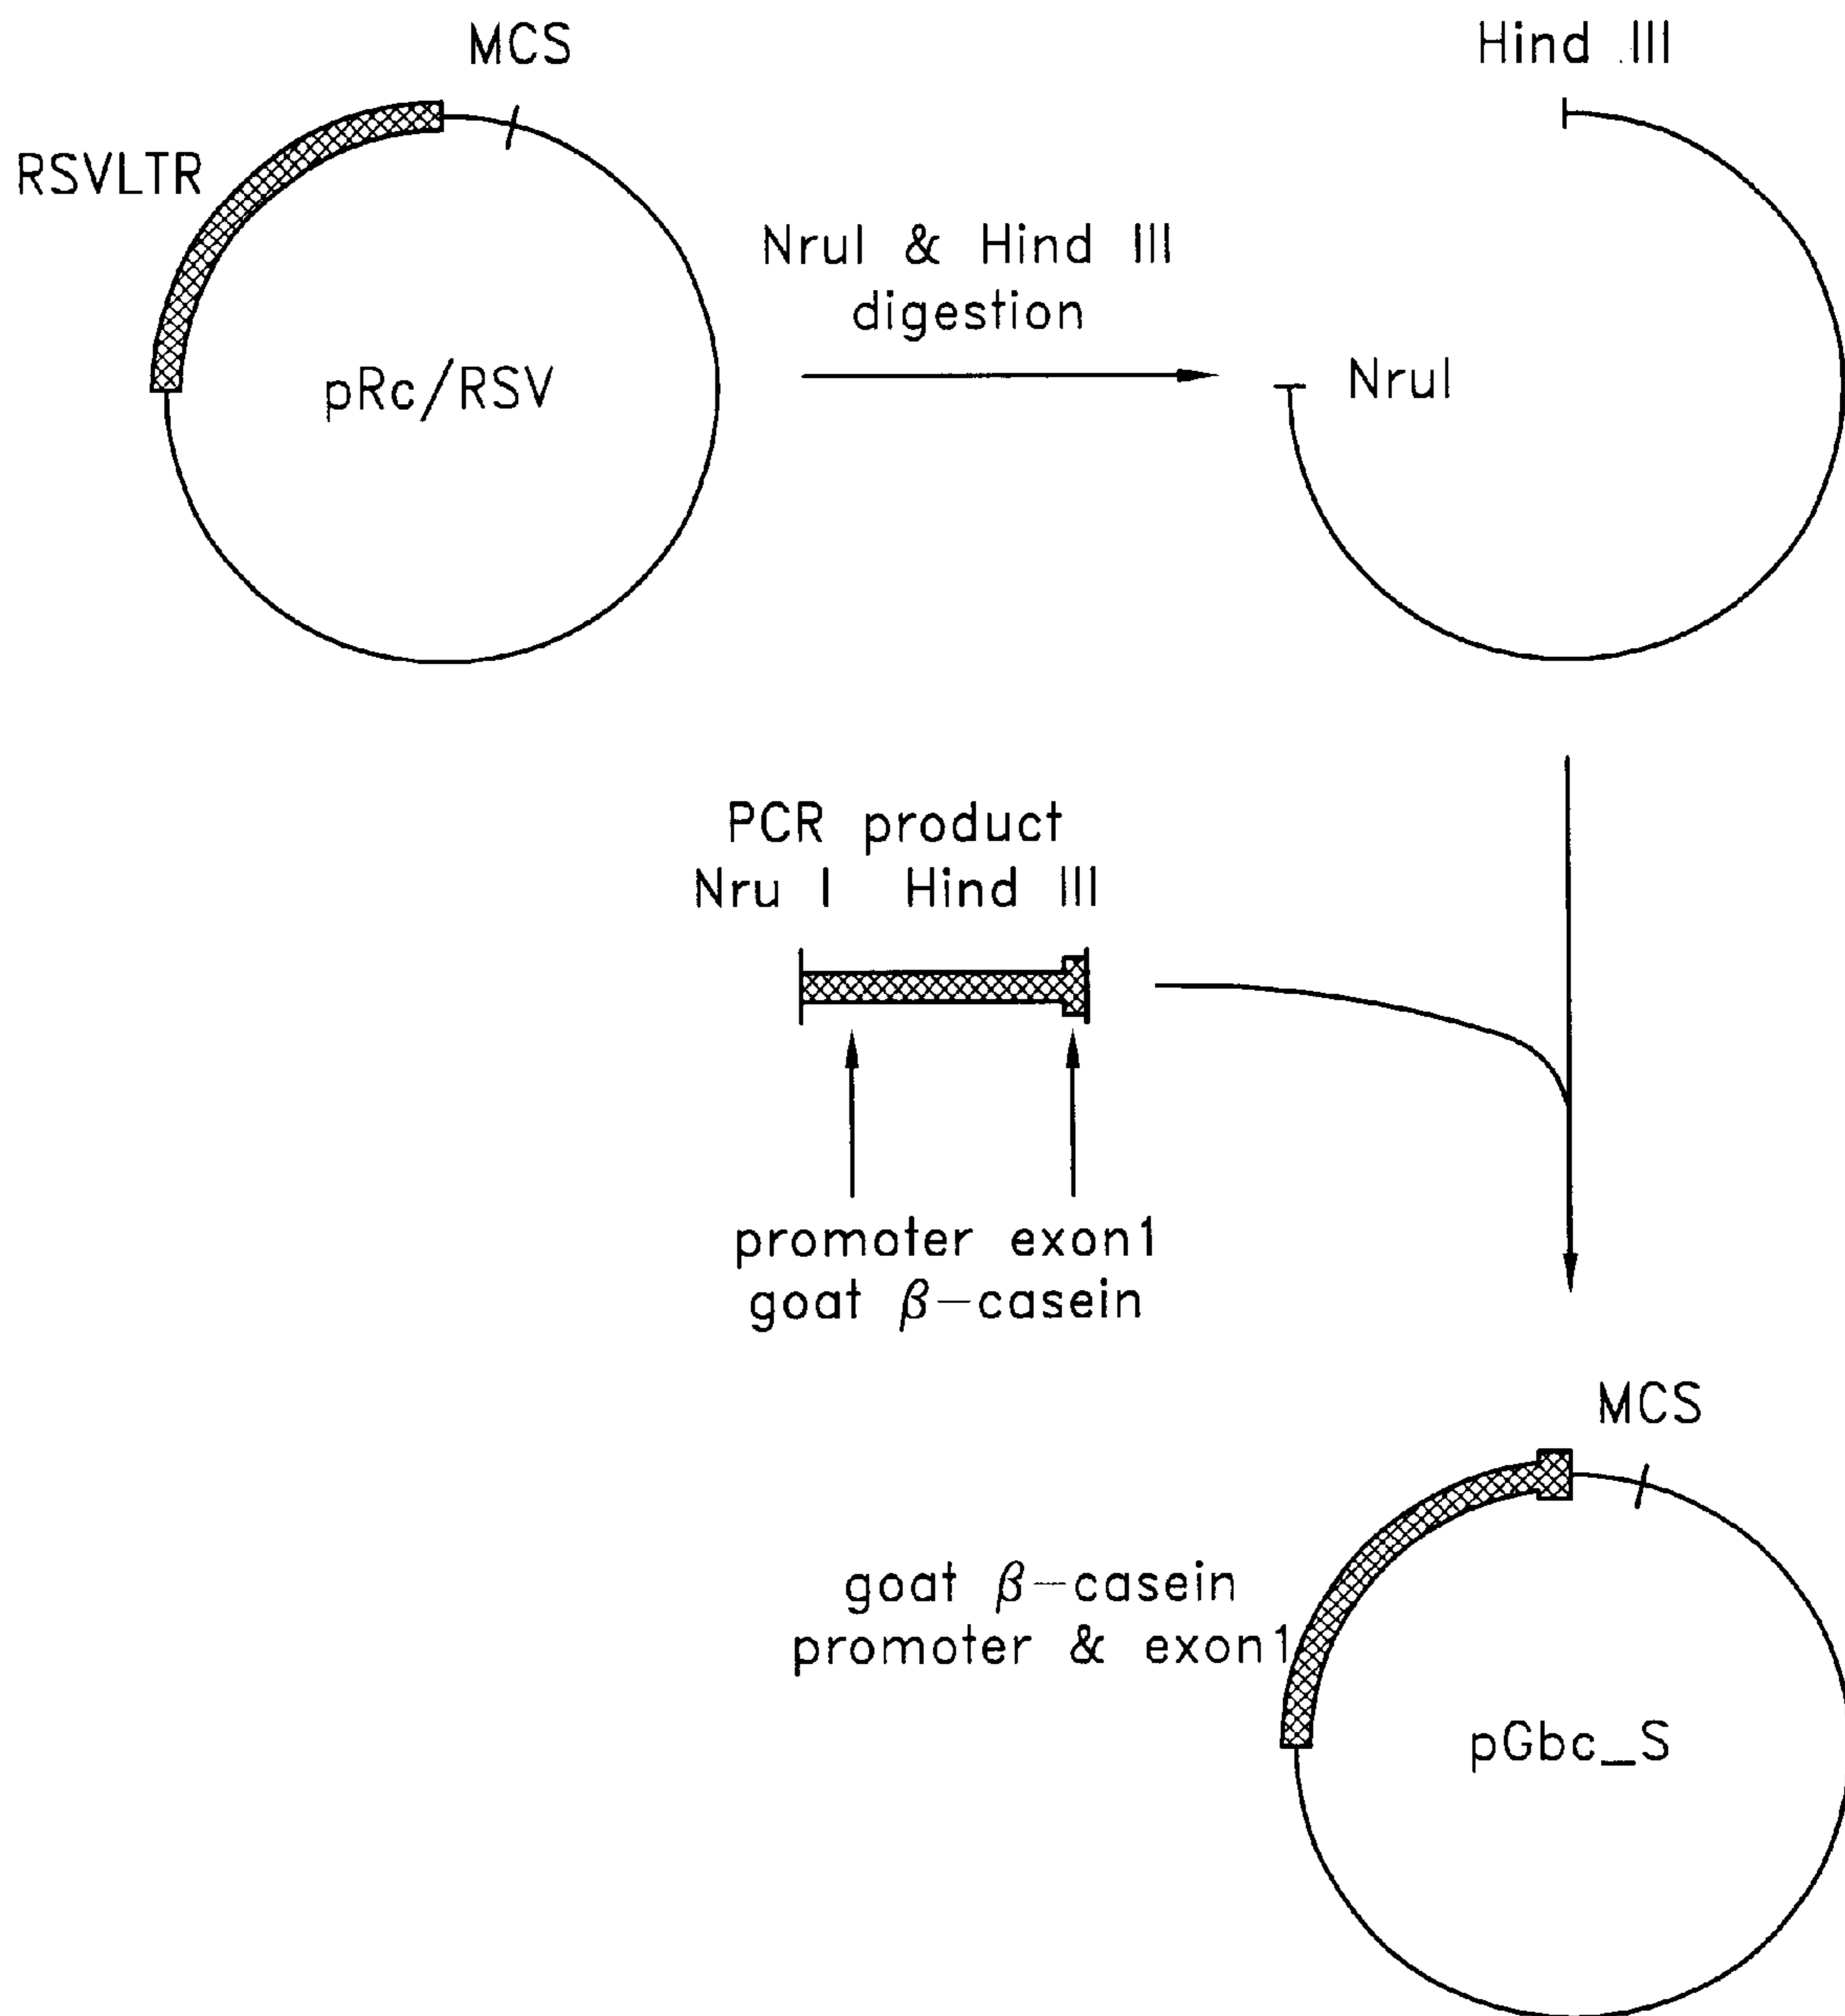 MCS
Hind III
RSVLTR
NruI & Hind III
digestion
pRc/RSV
NruI
PCR product
Nru I Hind III
promoter exon1
goat β-casein
MCS
goat β-casein
promoter & exon1
pGbc_S